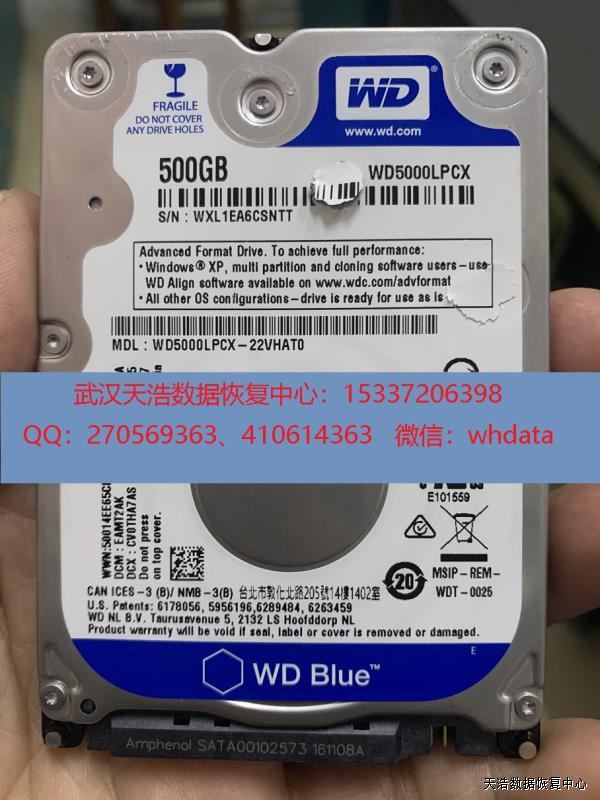 FRAGILE
DO NOT COVER
ANY DRIVE HOLES
WD®
www.wd.com
500GB
WD5000LPCX
S/N : WXL1EA6CSNTT
Advanced Format Drive. To achieve full performance:
• Windows® XP, multi partition and cloning software users-use
WD Align software available on www.wdc.com/advformat
• All other OS configurations-drive is ready for use as is
MDL : WD5000LPCX-22VHAT0
武汉天浩数据恢复中心：15337206398
QQ：270569363、410614363 微信：whdata
E101559
WWN:50014EE65C
DCM : EAMT2AK
DCX : CV0THA7AS
Do not press
on top.
20
MSIP-REM-
WDT-0026
CAN ICES-3 (B)/ NMB-3(B) 台北市敦化北路205號14樓1402室
U.S. Patents: 6178056, 5956196,6289484, 6263459
WD NL B.V. Taurusavenue 5, 2132 LS Hoofddorp NL
Product warranty will be void if seal, label or cover is removed or damaged.
E
WD Blue™
Amphenol SATA00102573 161108A
天浩数据恢复中心